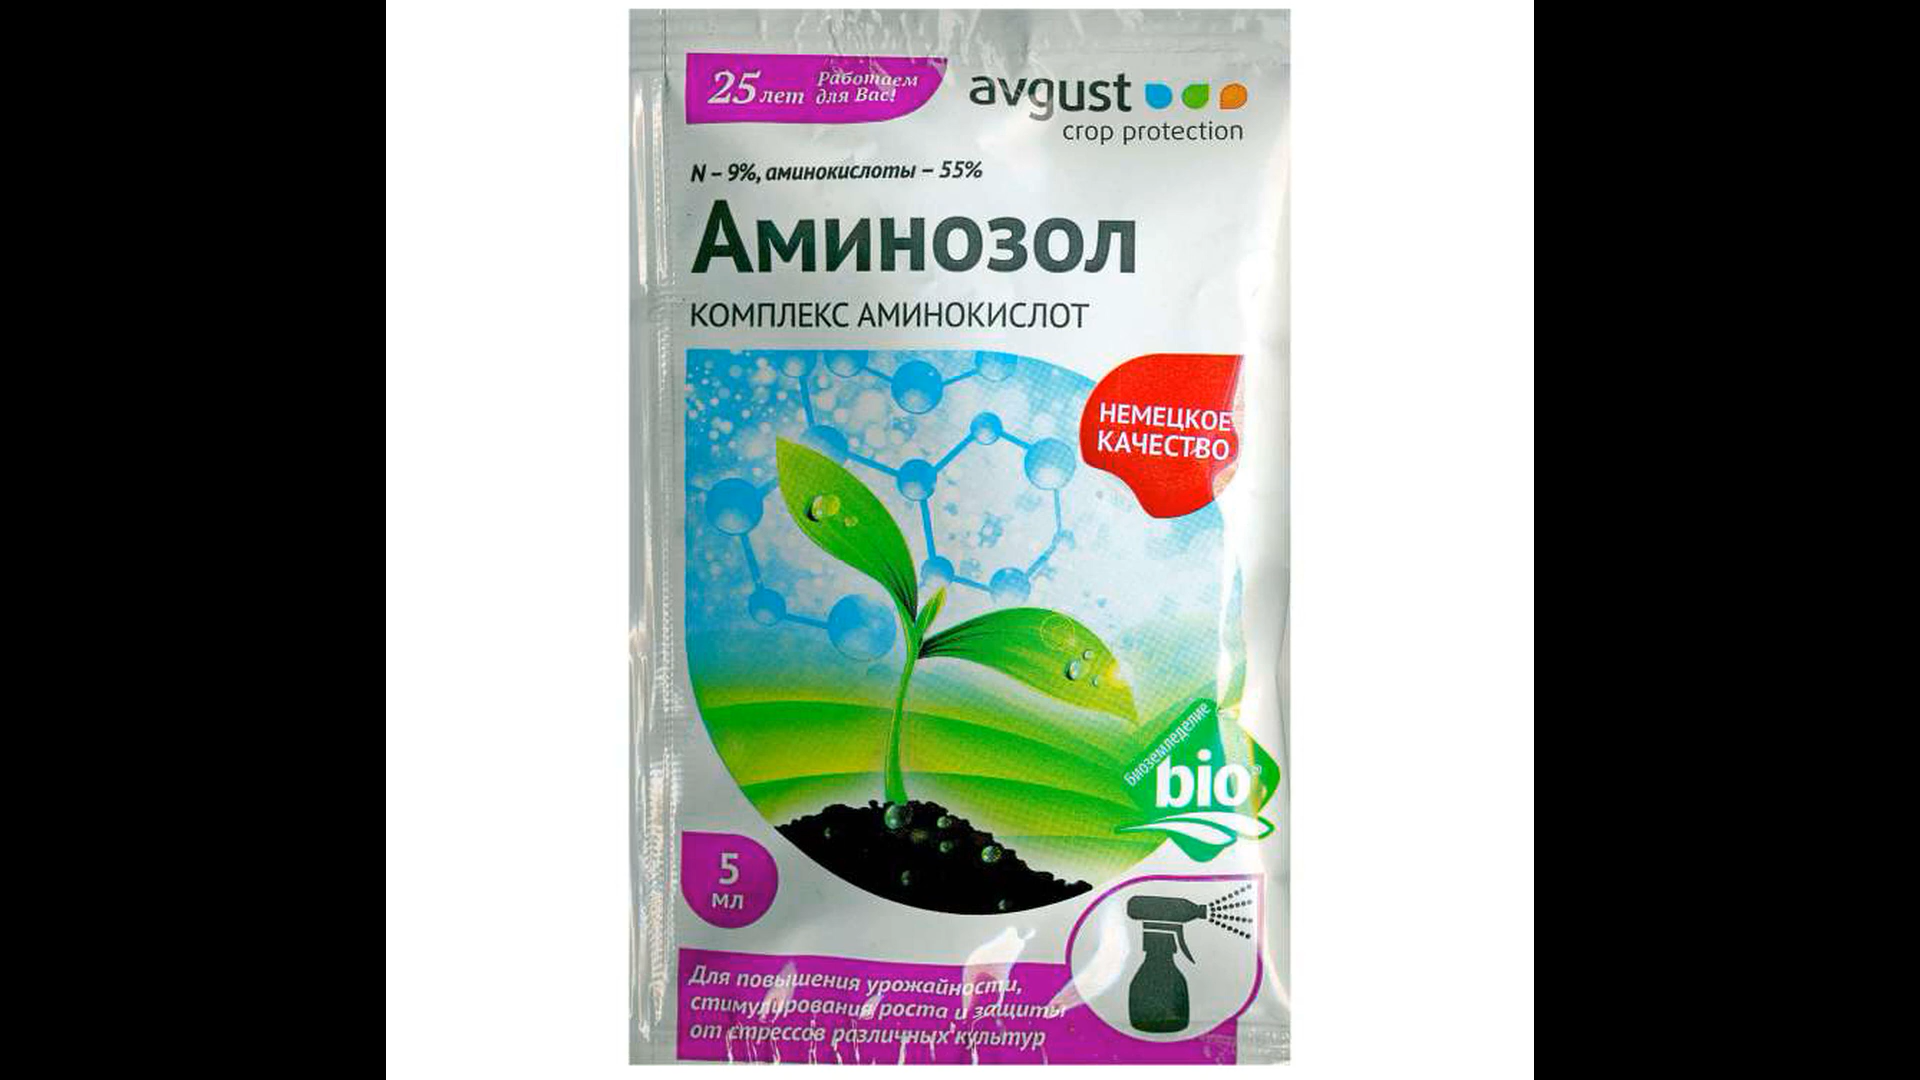 25 лет Работаем
для Вас!
avgust
crop protection
N – 9%, аминокислоты – 55%
Аминозол
КОМПЛЕКС АМИНОКИСЛОТ
НЕМЕЦКОЕ
КАЧЕСТВО
Биоземледелие
bio®
5
мл
Для повышения урожайности,
стимулирования роста и защиты
от стрессов различных культур